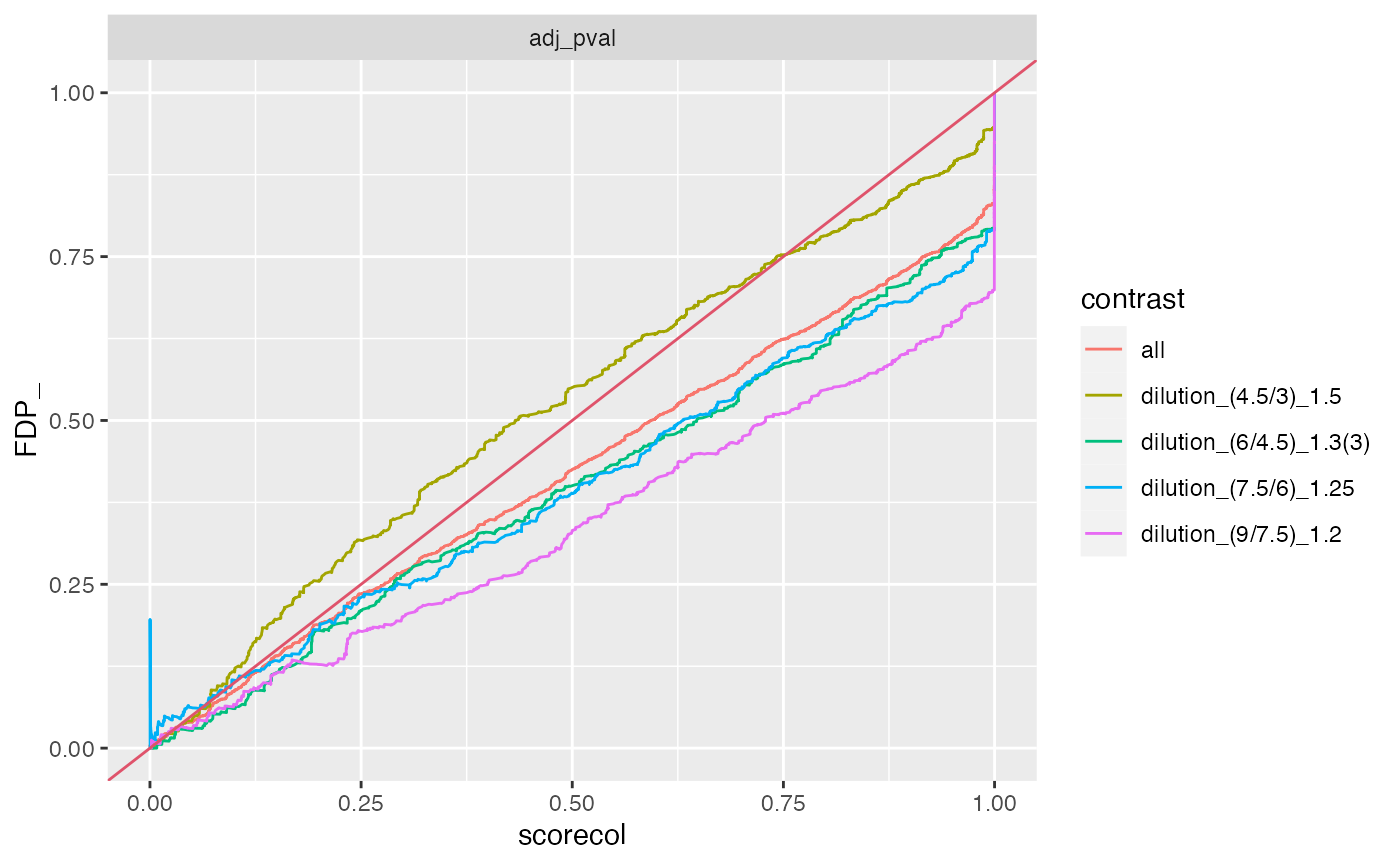 adj_pval
1.00
0.75
0.50
0.25
0.00
FDP_
0.00 0.25 0.50 0.75 1.00
scorecol
contrast
all
dilution_(4.5/3)_1.5
dilution_(6/4.5)_1.3(3)
dilution_(7.5/6)_1.25
dilution_(9/7.5)_1.2